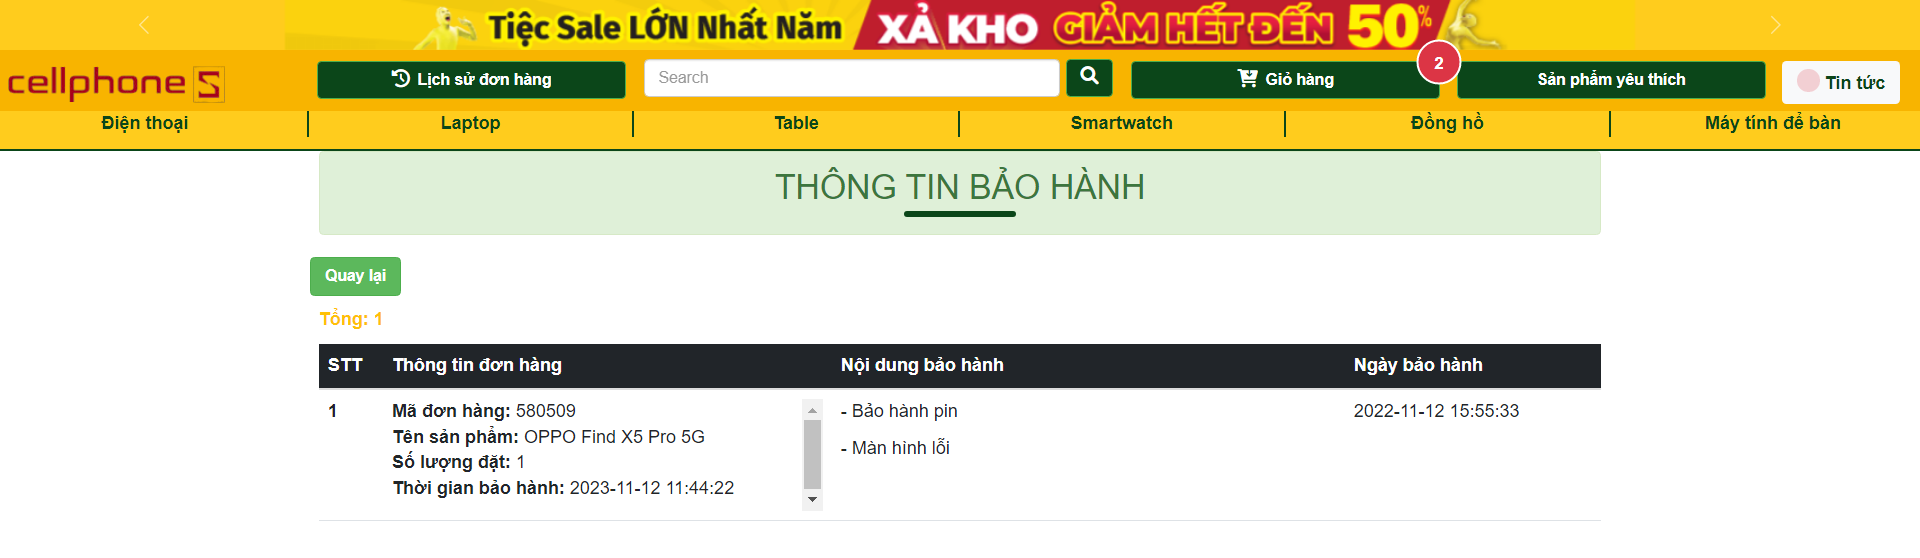 Tiệc Sale LỚN Nhất Năm XẢ KHO GIẢM HẾT ĐẾN 50%
cellphone S Lịch sử đơn hàng Search Giỏ hàng 2 Sản phẩm yêu thích Tin tức
Điện thoại Laptop Table Smartwatch Đồng hồ Máy tính để bàn
THÔNG TIN BẢO HÀNH
Quay lại
Tổng: 1
STT Thông tin đơn hàng Nội dung bảo hành Ngày bảo hành
1 Mã đơn hàng: 580509 - Bảo hành pin 2022-11-12 15:55:33
Tên sản phẩm: OPPO Find X5 Pro 5G
Số lượng đặt: 1 - Màn hình lỗi
Thời gian bảo hành: 2023-11-12 11:44:22